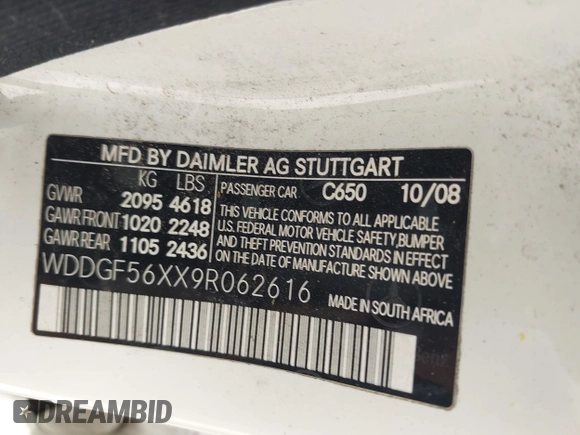 MFD BY DAIMLER AG STUTTGART
KG LBS
GVWR 2095 4618
GAWR FRONT 1020 2248
GAWR REAR 1105 2436
PASSENGER CAR C650 10/08
THIS VEHICLE CONFORMS TO ALL APPLICABLE
U.S. FEDERAL MOTOR VEHICLE SAFETY, BUMPER
AND THEFT PREVENTION STANDARDS IN EFFECT
ON THE DATE OF MANUFACTURE SHOWN ABOVE.
WDDGF56XX9R062616
MADE IN SOUTH AFRICA
DREAMBID